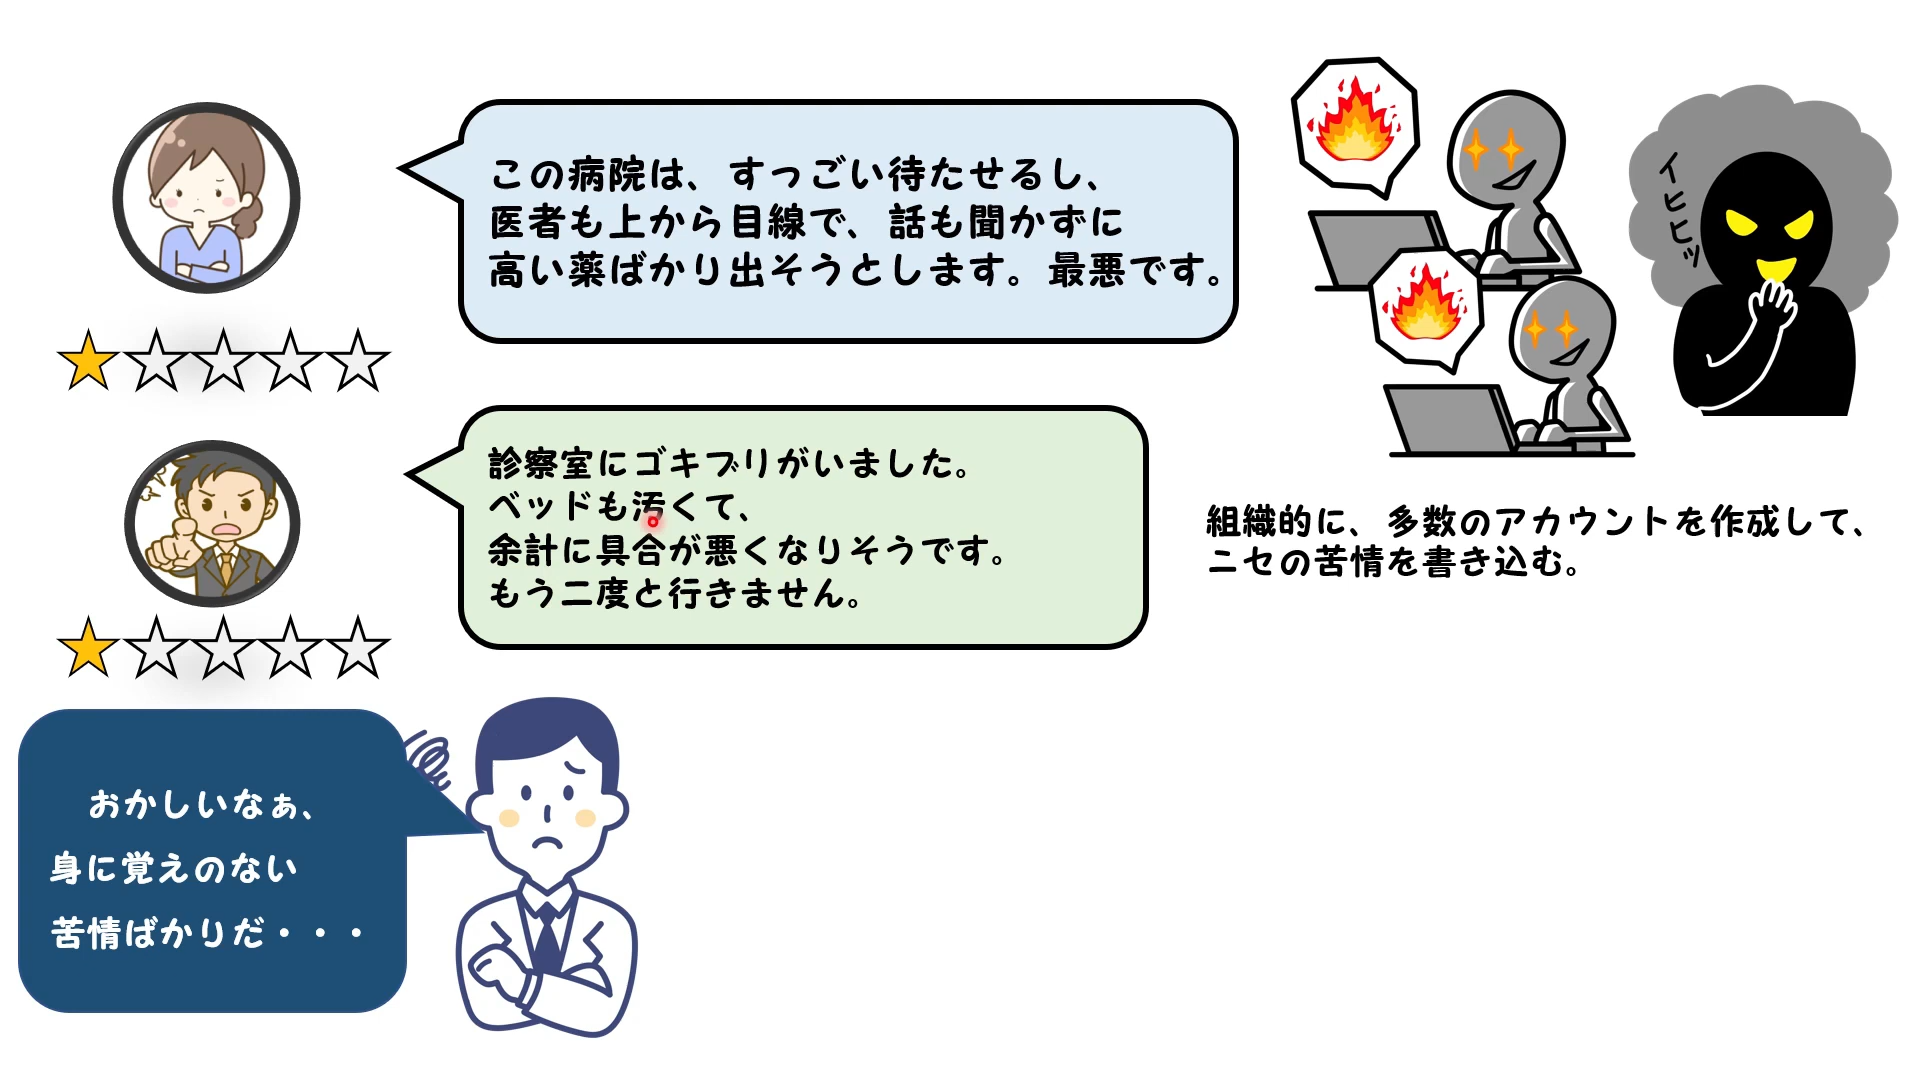 この病院は、すっごい待たせるし、
医者も上から目線で、話も聞かずに
高い薬ばかり出そうとします。最悪です。
イヒヒッ
診察室にゴキブリがいました。
ベッドも汚くて、
余計に具合が悪くなりそうです。
もう二度と行きません。
組織的に、多数のアカウントを作成して、
ニセの苦情を書き込む。
おかしいなぁ、
身に覚えのない
苦情ばかりだ・・・